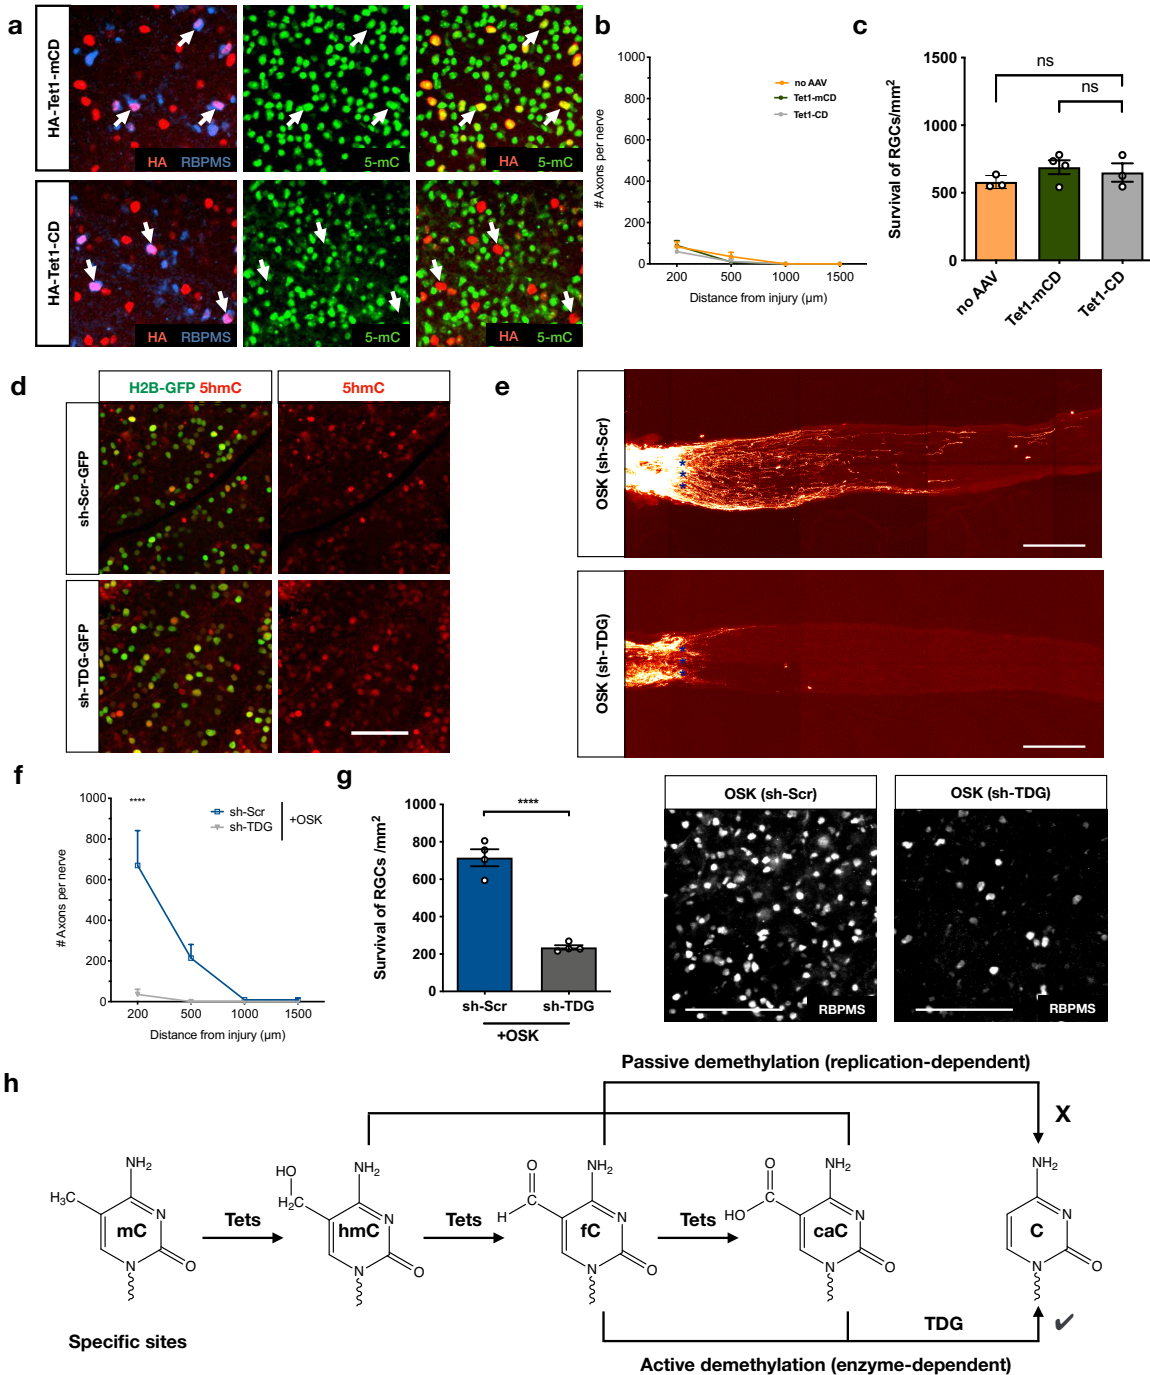 a
HA-Tet1-mCD
HA RBPMS
5-mC
HA 5-mC
HA-Tet1-CD
HA RBPMS
5-mC
HA 5-mC
b
# Axons per nerve
1000
800
600
400
200
0
200 500 1000 1500
Distance from injury (µm)
no AAV
Tet1-mCD
Tet1-CD
c
Survival of RGCs/mm²
1500
1000
500
0
ns
ns
no AAV
Tet1-mCD
Tet1-CD
d
H2B-GFP 5hmC
5hmC
sh-Scr-GFP
sh-TDG-GFP
e
OSK (sh-Scr)
* * *
OSK (sh-TDG)
* * *
f
# Axons per nerve
1000
800
600
400
200
0
****
sh-Scr
sh-TDG
+OSK
200 500 1000 1500
Distance from injury (µm)
g
Survival of RGCs /mm²
1000
800
600
400
200
0
****
sh-Scr sh-TDG
+OSK
OSK (sh-Scr)
RBPMS
OSK (sh-TDG)
RBPMS
h
Passive demethylation (replication-dependent)
X
NH₂
H₃C
mC
N
O
Tets
HO
H₂C
NH₂
N
hmC
N
O
Tets
O
H
NH₂
N
fC
N
O
Tets
O
HO
NH₂
N
caC
N
O
NH₂
N
C
N
O
TDG
✔
Specific sites
Active demethylation (enzyme-dependent)